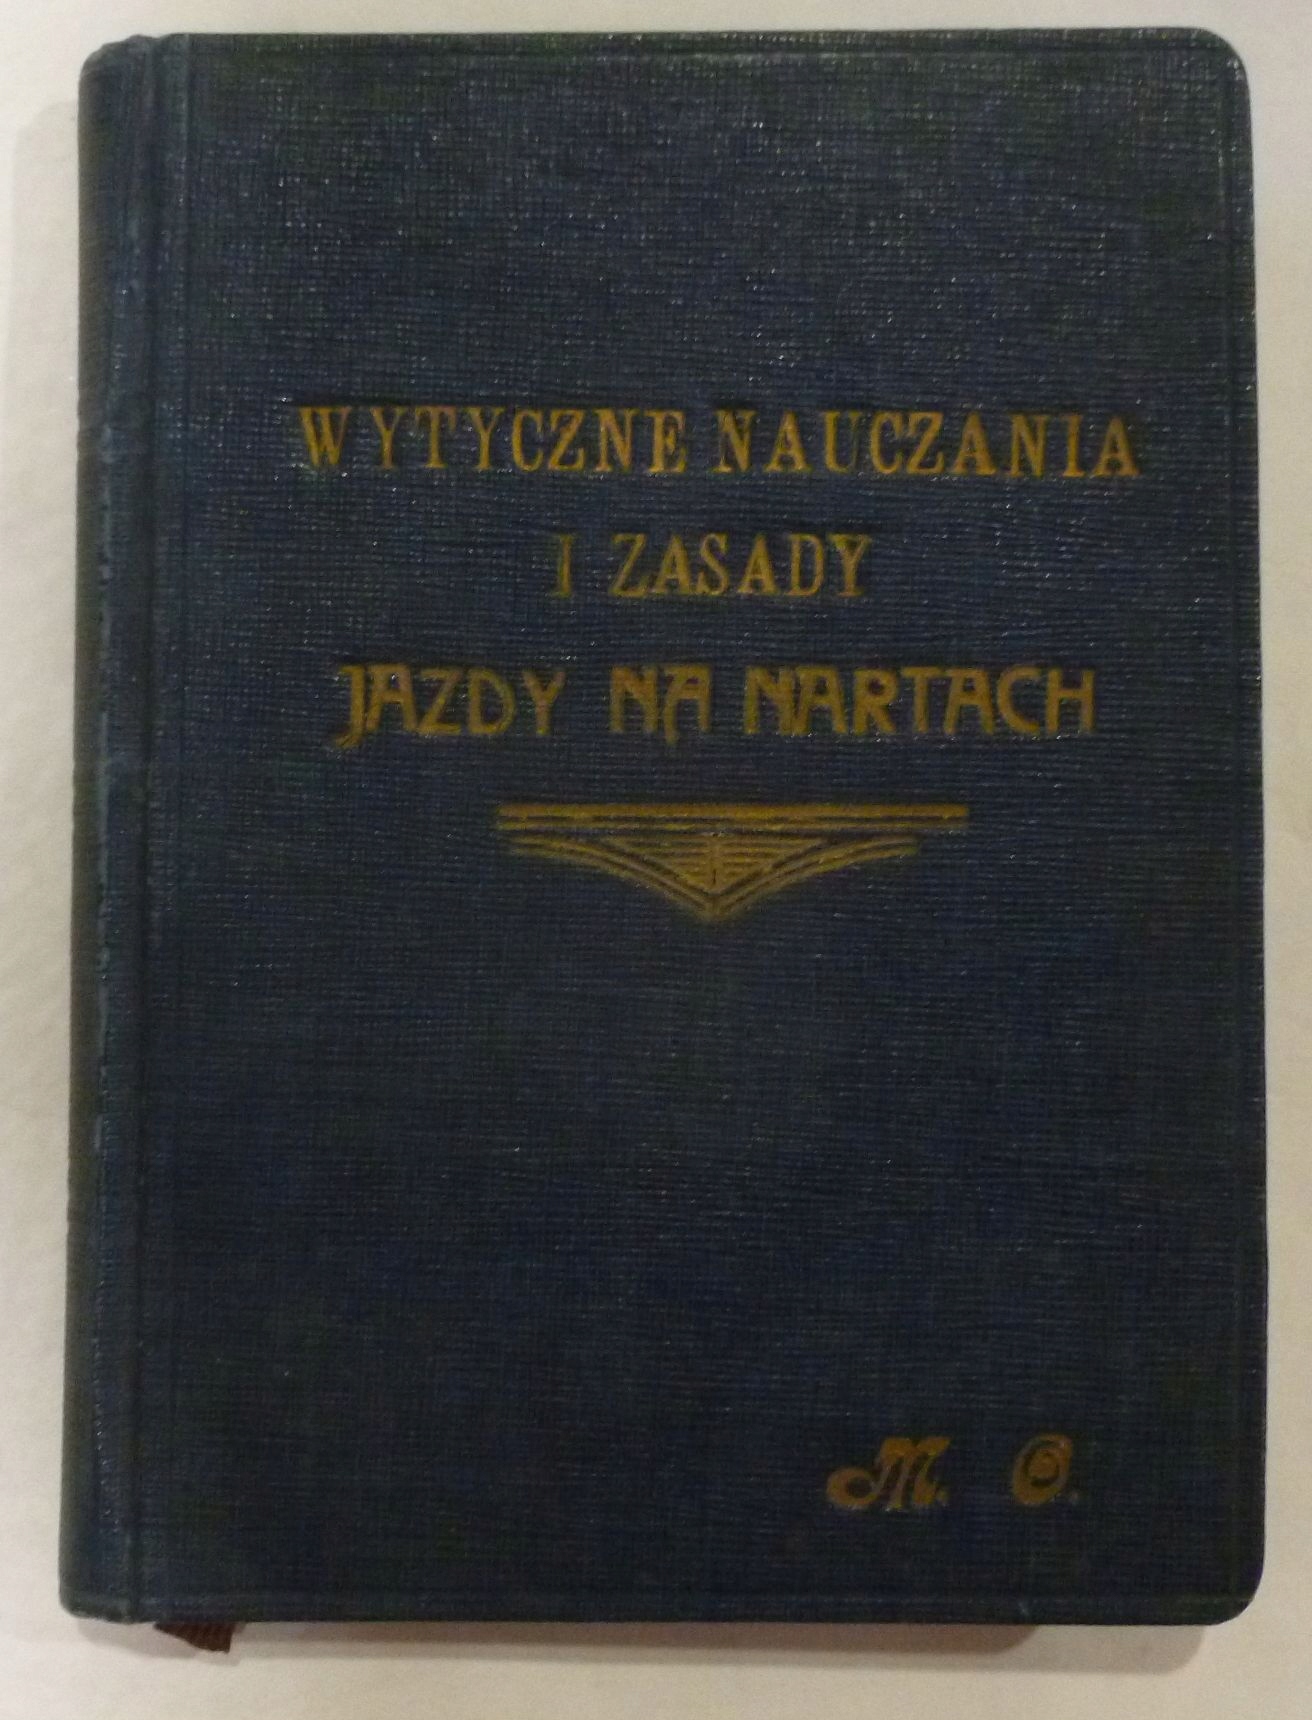 WYTYCZNE NAUCZANIA
I ZASADY
JAZDY NA NARTACH
M. O.